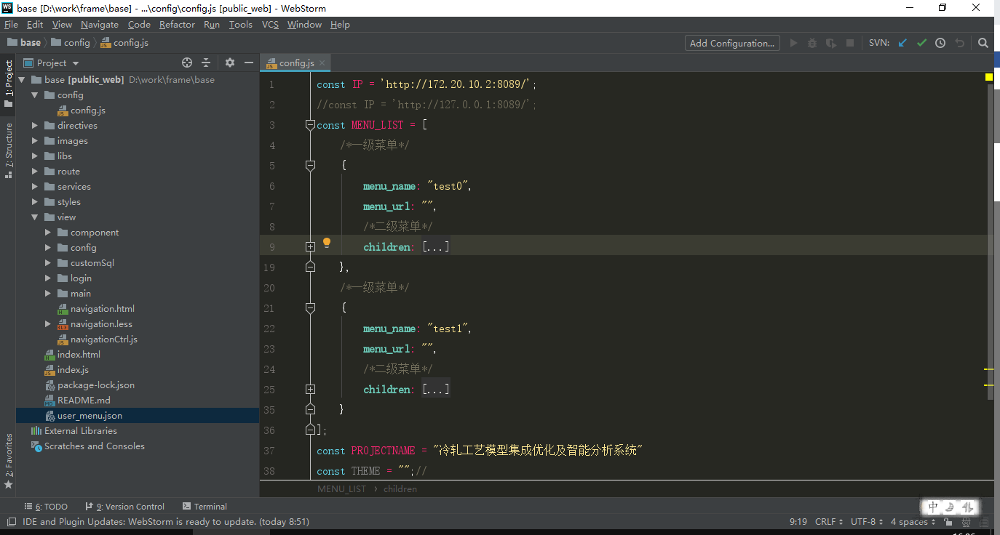 WS base [D:\work\frame\base] - ...\config\config.js [public_web] - WebStorm
File Edit View Navigate Code Refactor Run Tools VCS Window Help
base config config.js Add Configuration... SVN:
1: Project
7: Structure
2: Favorites
Project
base [public_web] D:\work\frame\base
config
config.js
directives
images
libs
route
services
styles
view
component
config
customSql
login
main
navigation.html
navigation.less
navigationCtrl.js
index.html
index.js
package-lock.json
README.md
user_menu.json
External Libraries
Scratches and Consoles
config.js
1 const IP = 'http://172.20.10.2:8089/';
2 //const IP = 'http://127.0.0.1:8089/';
3 const MENU_LIST = [
4 /*一级菜单*/
5 {
6 menu_name: "test0",
7 menu_url: "",
8 /*二级菜单*/
9 children: [...]
19 },
20 /*一级菜单*/
21 {
22 menu_name: "test1",
23 menu_url: "",
24 /*二级菜单*/
25 children: [...]
35 }
36 ];
37 const PROJECTNAME = "冷轧工艺模型集成优化及智能分析系统"
38 const THEME = "";//
MENU_LIST › children
6: TODO 9: Version Control Terminal
中
IDE and Plugin Updates: WebStorm is ready to update. (today 8:51) 9:19 CRLF UTF-8 4 spaces